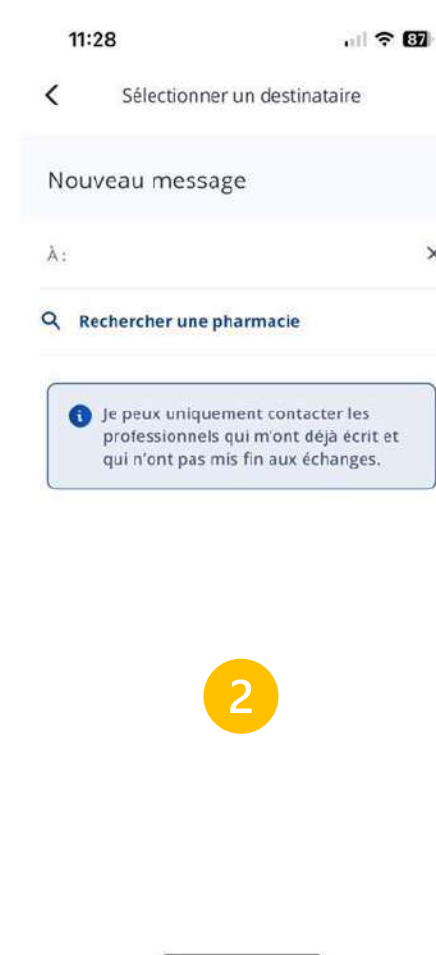 11:28
87
Sélectionner un destinataire
Nouveau message
À :
Rechercher une pharmacie
Je peux uniquement contacter les
professionnels qui m'ont déjà écrit et
qui n'ont pas mis fin aux échanges.
2